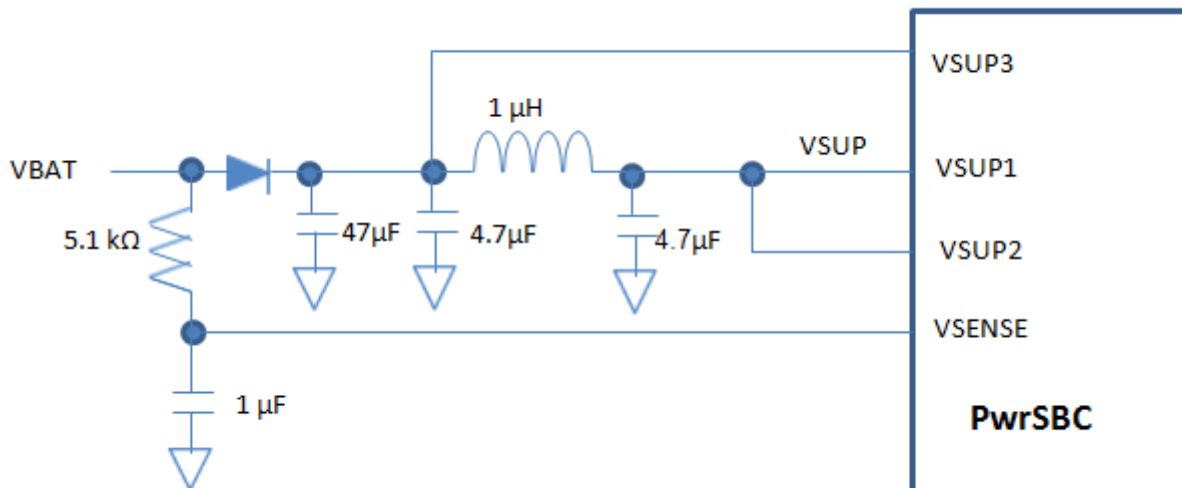 VSUP3
1 μH
VBAT
VSUP
VSUP1
5.1 kΩ
47μF
4.7μF
4.7μF
VSUP2
VSENSE
1 μF
PwrSBC